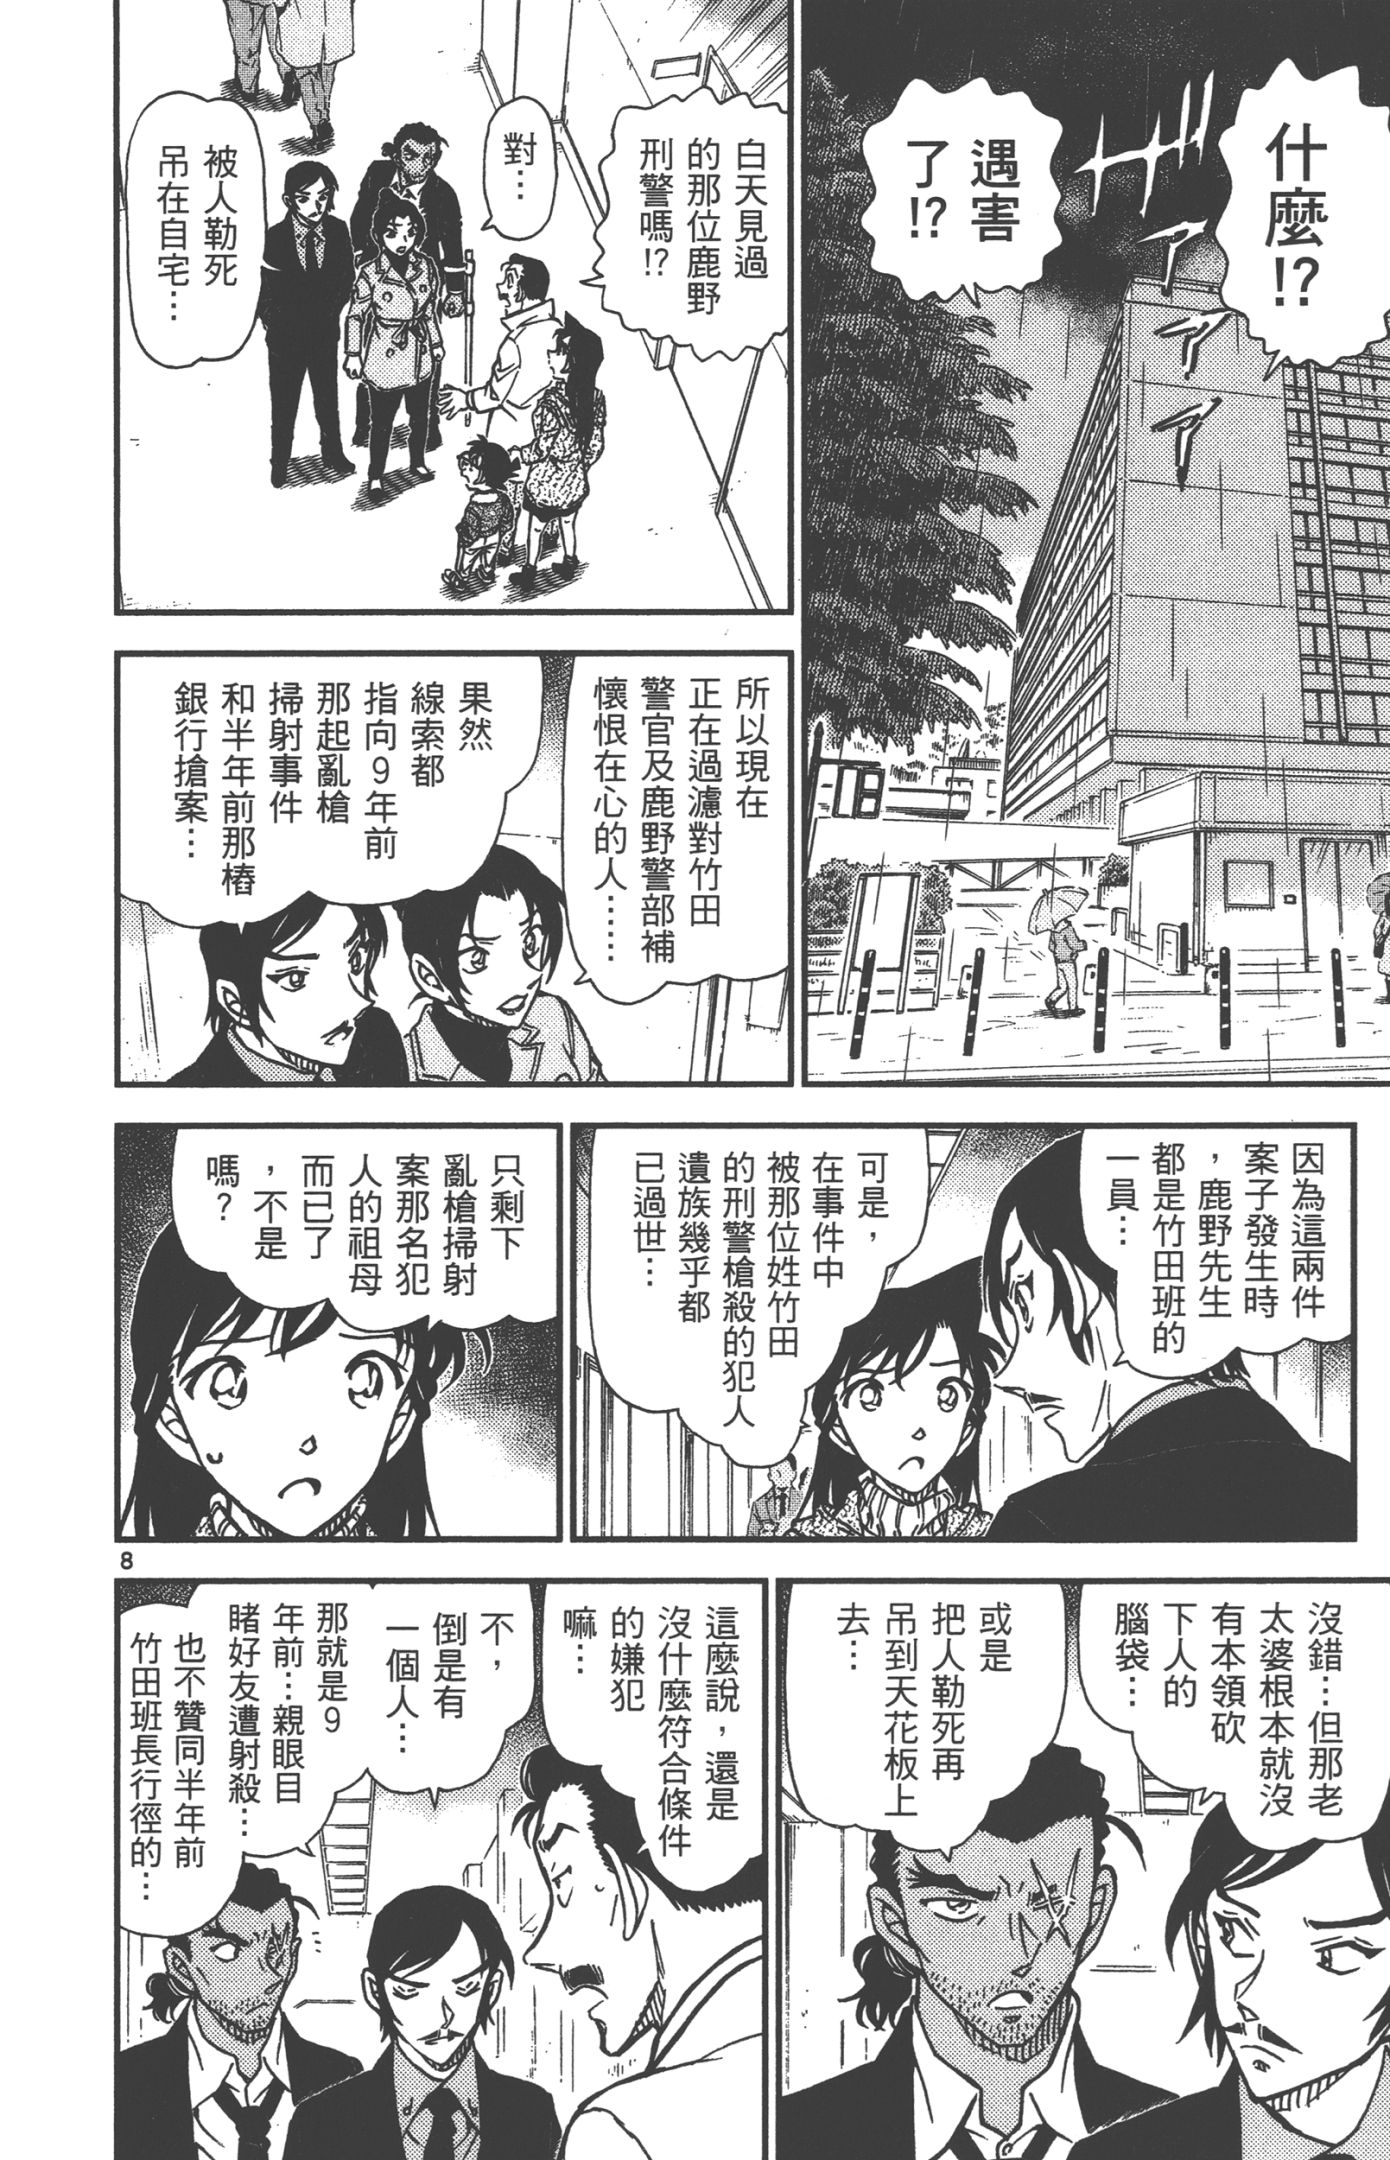 什麼!?
遇害
了!?
ザザ
アアア
白天見過
的那位鹿野
刑警嗎!?
對…
被人勒死
吊在自宅…
所以現在
正在過濾對竹田
警官及鹿野警部補
懷恨在心的人……
果然
線索都
指向9年前
那起亂槍
掃射事件
和半年前那樁
銀行搶案…
因為這兩件
案子發生時
，鹿野先生
都是竹田班的
一員…
可是，
在事件中
被那位姓竹田
的刑警槍殺的犯人
遺族幾乎都
已過世…
只剩下
亂槍掃射
案那名犯
人的祖母
而已了
，不是
嗎？
8
沒錯…但那老
太婆根本就沒
有本領砍
下人的
腦袋…
或是
把人勒死再
吊到天花板上
去…
這麼說，還是
沒什麼符合條件
的嫌犯
嘛…
不，
倒是有
一個人…
那就是9
年前…親眼目
睹好友遭射殺…
也不贊同半年前
竹田班長行徑的…